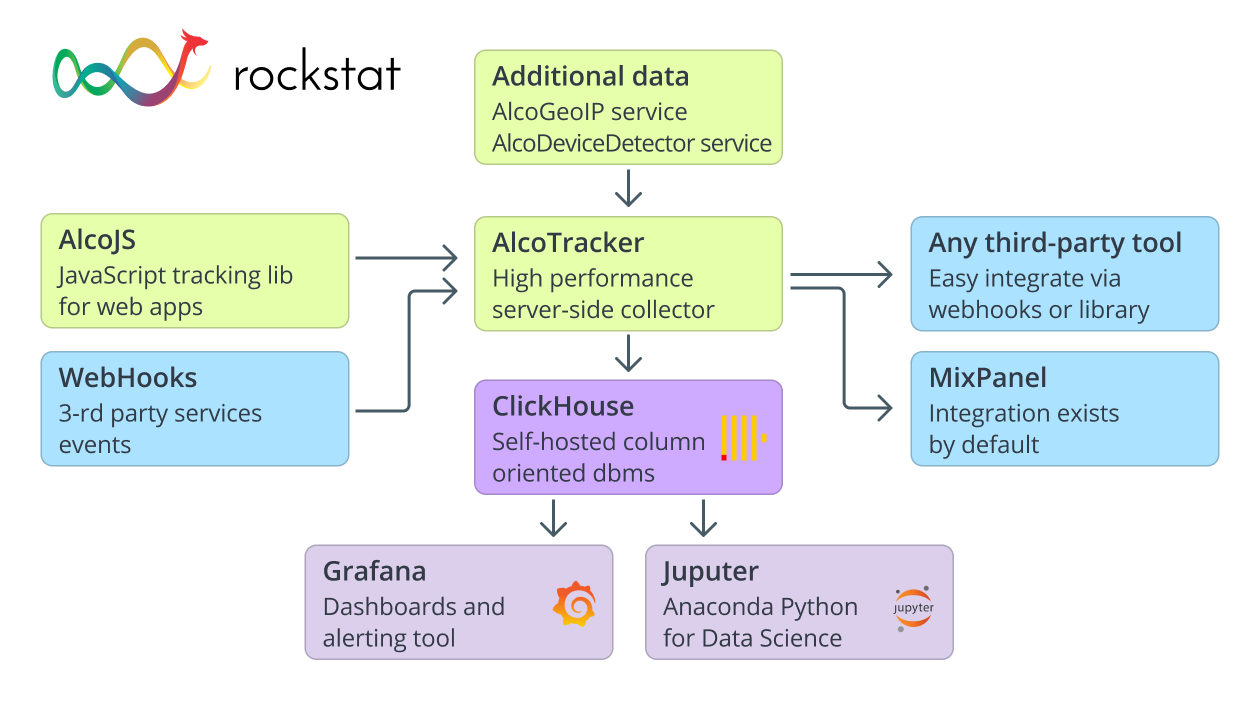 rockstat
Additional data
AlcoGeoIP service
AlcoDeviceDetector service
AlcoJS
JavaScript tracking lib
for web apps
AlcoTracker
High performance
server-side collector
Any third-party tool
Easy integrate via
webhooks or library
WebHooks
3-rd party services
events
ClickHouse
Self-hosted column
oriented dbms
MixPanel
Integration exists
by default
Grafana
Dashboards and
alerting tool
Juputer
Anaconda Python
for Data Science
jupyter